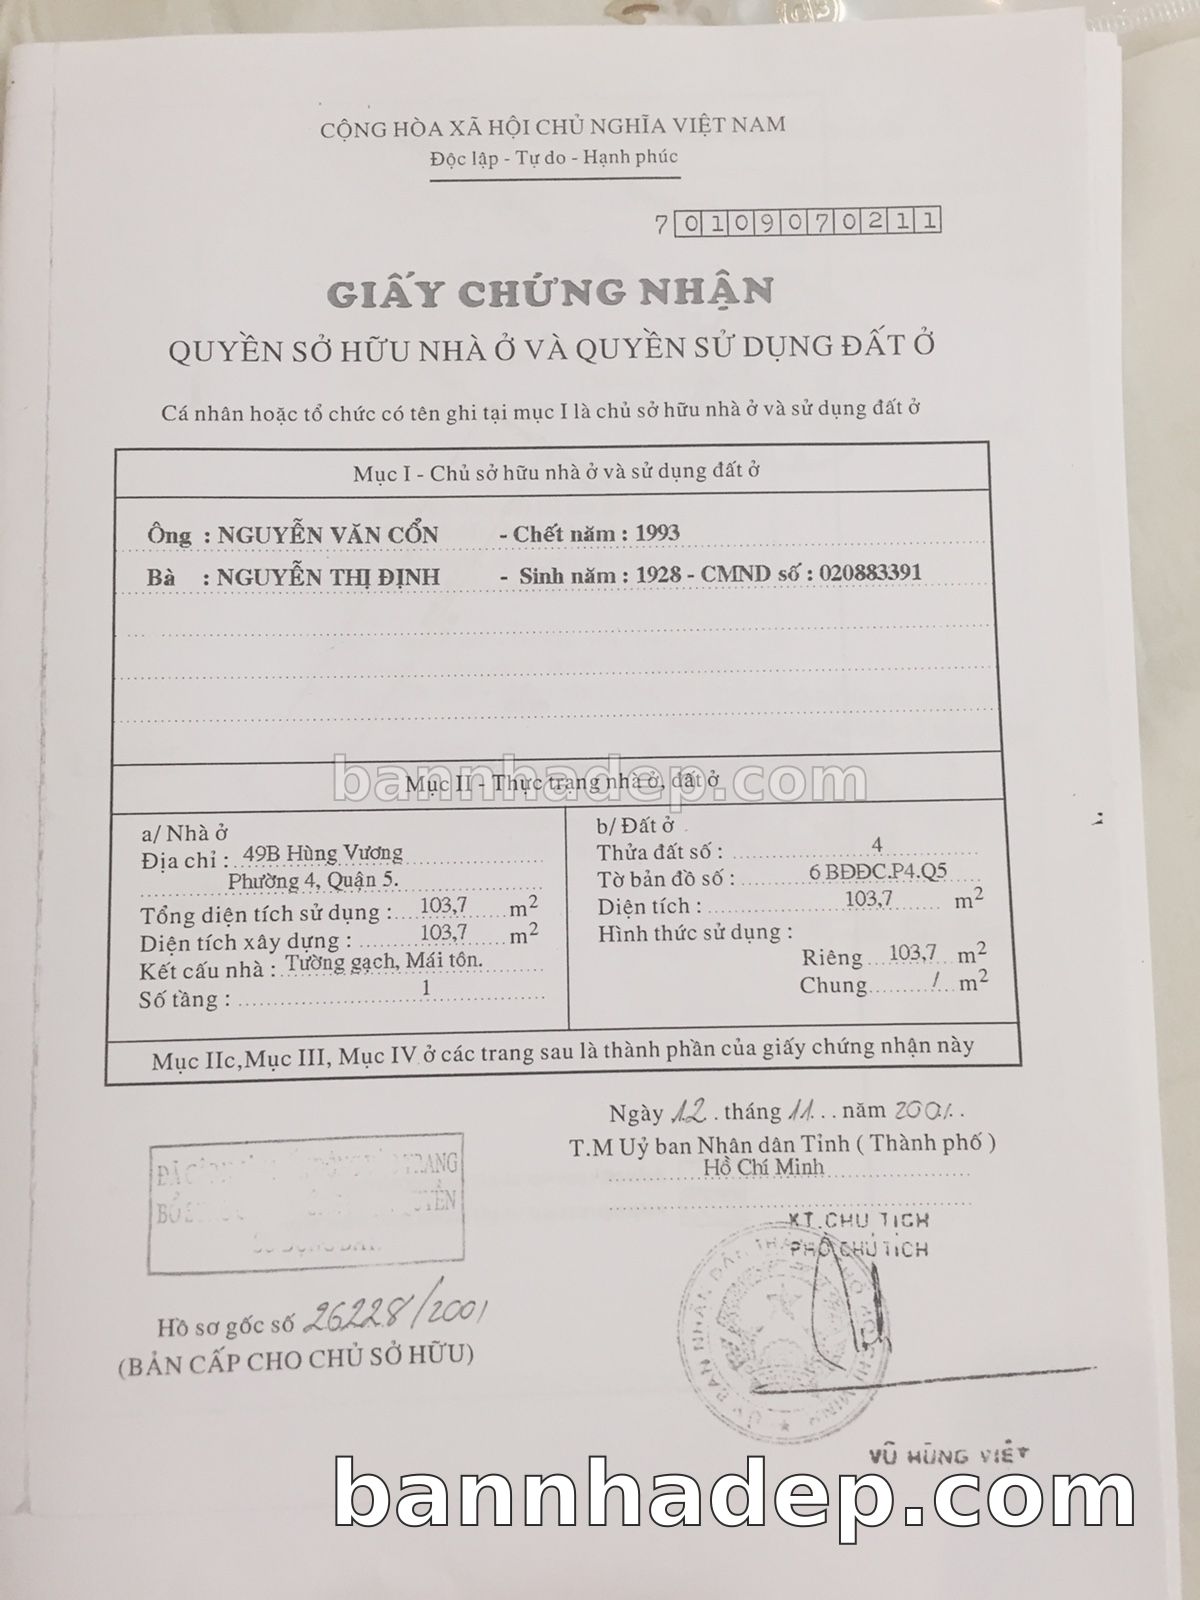 CỘNG HÒA XÃ HỘI CHỦ NGHĨA VIỆT NAM
Độc lập - Tự do - Hạnh phúc
7 0109070211
GIẤY CHỨNG NHẬN
QUYỀN SỞ HỮU NHÀ Ở VÀ QUYỀN SỬ DỤNG ĐẤT Ở
Cá nhân hoặc tổ chức có tên ghi tại mục I là chủ sở hữu nhà ở và sử dụng đất ở
Mục I - Chủ sở hữu nhà ở và sử dụng đất ở
Ông : NGUYỄN VĂN CỔN - Chết năm : 1993
Bà : NGUYỄN THỊ ĐỊNH - Sinh năm : 1928 - CMND số : 020883391
bannhadep.com
Mục II - Thực trạng nhà ở, đất ở
a/ Nhà ở
Địa chỉ : 49B Hùng Vương
Phường 4, Quận 5.
Tổng diện tích sử dụng : 103,7 m2
Diện tích xây dựng : 103,7 m2
Kết cấu nhà : Tường gạch, Mái tôn.
Số tầng : 1
b/ Đất ở
Thửa đất số : 4
Tờ bản đồ số : 6 BĐĐC.P4.Q5
Diện tích : 103,7 m2
Hình thức sử dụng :
Riêng 103,7 m2
Chung / m2
Mục IIc,Mục III, Mục IV ở các trang sau là thành phần của giấy chứng nhận này
Ngày 12 tháng 11 năm 2001
T.M Uỷ ban Nhân dân Tỉnh ( Thành phố )
Hồ Chí Minh
KT.CHỦ TỊCH
PHÓ CHỦ TỊCH
TRANG
Hồ sơ gốc số 26228/2001
(BẢN CẤP CHO CHỦ SỞ HỮU)
VŨ HÙNG VIỆT
bannhadep.com